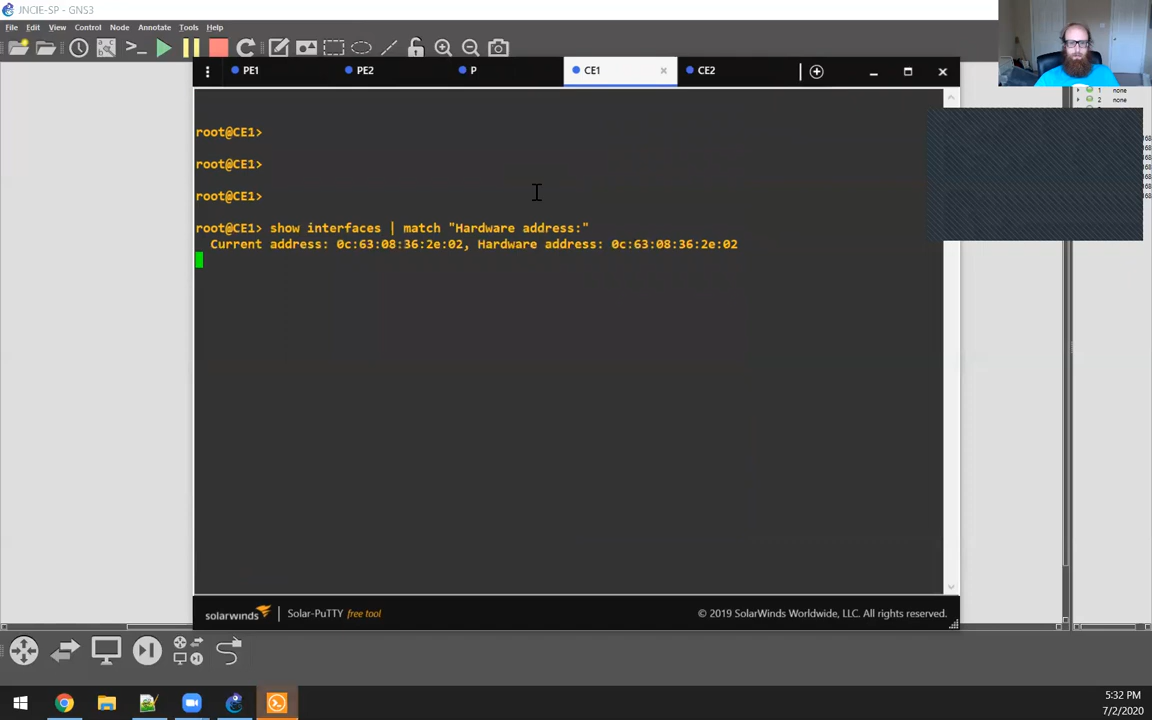 JNCIE-SP - GNS3
File Edit View Control Node Annotate Tools Help
PE1 PE2 P CE1 × CE2
1 none
2 none
root@CE1>
root@CE1>
root@CE1>
root@CE1> show interfaces | match "Hardware address:"
Current address: 0c:63:08:36:2e:02, Hardware address: 0c:63:08:36:2e:02
solarwinds Solar-PuTTY free tool © 2019 SolarWinds Worldwide, LLC. All rights reserved.
5:32 PM
7/2/2020